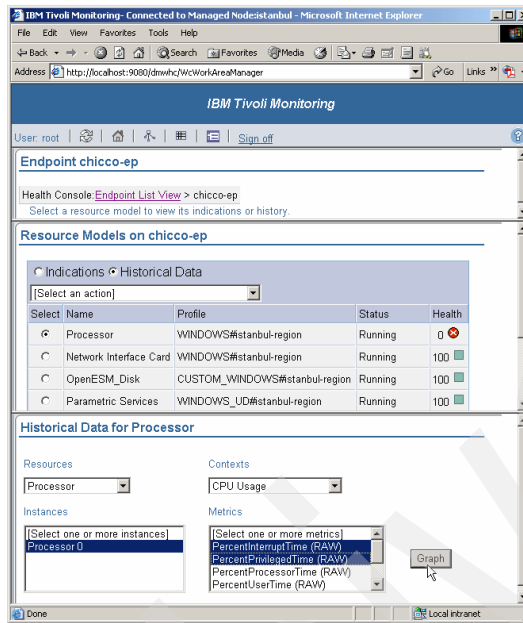 IBM Tivoli Monitoring- Connected to Managed Node:istanbul - Microsoft Internet Explorer
File Edit View Favorites Tools Help
Back Search Favorites Media
Address http://localhost:9080/dmwhc/WcWorkAreaManager Go Links »
IBM Tivoli Monitoring
User: root Sign off
Endpoint chicco-ep
Health Console:Endpoint List View > chicco-ep
Select a resource model to view its indications or history.
Resource Models on chicco-ep
Indications Historical Data
[Select an action]
Select Name Profile Status Health
Processor WINDOWS#istanbul-region Running 0
Network Interface Card WINDOWS#istanbul-region Running 100
OpenESM_Disk CUSTOM_WINDOWS#istanbul-region Running 100
Parametric Services WINDOWS_UD#istanbul-region Running 100
Historical Data for Processor
Resources Contexts
Processor CPU Usage
Instances Metrics
[Select one or more instances] [Select one or more metrics]
Processor 0 PercentInterruptTime (RAW)
PercentPrivilegedTime (RAW)
Graph
PercentProcessorTime (RAW)
PercentUserTime (RAW)
Done Local intranet